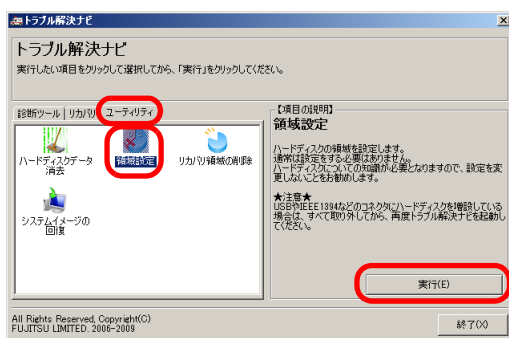 トラブル解決ナビ
トラブル解決ナビ
実行したい項目をクリックして選択してから、「実行」をクリックしてください。
診断ツール リカバリ ユーティリティ
ハードディスクデータ
消去
領域設定
リカバリ領域の削除
システムイメージの
回復
【項目の説明】
領域設定
ハードディスクの領域を設定します。
通常は設定をする必要はありません。
ハードディスクについての知識が必要となりますので、設定を変
更しないことをお勧めします。
★注意★
USBやIEEE1394などのコネクタにハードディスクを増設している
場合は、すべて取り外してから、再度トラブル解決ナビを起動し
てください。
実行(E)
All Rights Reserved, Copyright(C)
FUJITSU LIMITED. 2006-2009
終了(X)